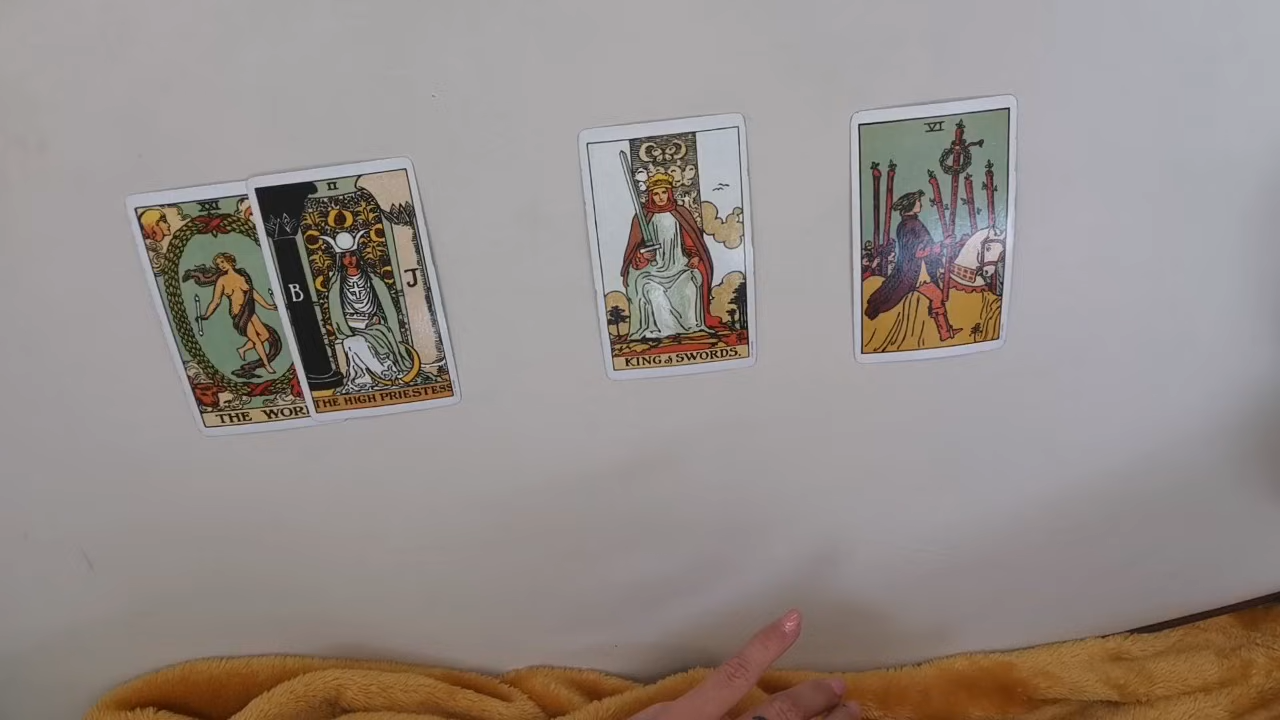 XXI
THE WOR
II
B
J
THE HIGH PRIESTESS
KING of SWORDS.
VI